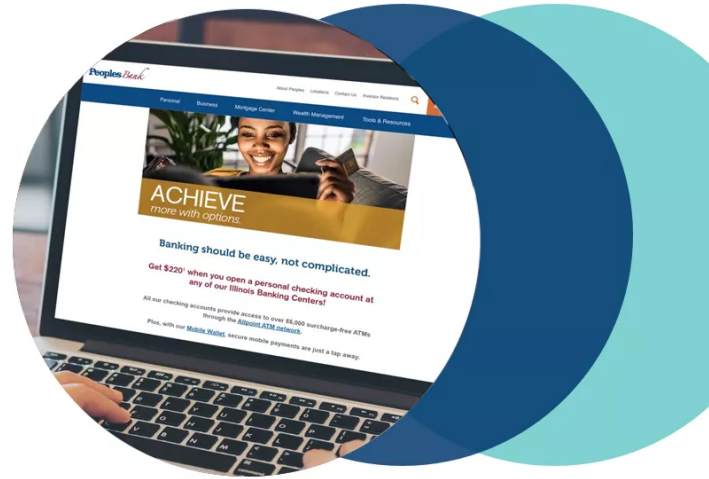 Peoples Bank
About Peoples Locations Contact Us Investor Relations
Personal Business Mortgage Center Wealth Management Tools & Resources
ACHIEVE
more with options.
Banking should be easy, not complicated.
Get $220¹ when you open a personal checking account at
any of our Illinois Banking Centers!
All our checking accounts provide access to over 55,000 surcharge-free ATMs
through the Allpoint ATM network.
Plus, with our Mobile Wallet, secure mobile payments are just a tap away.